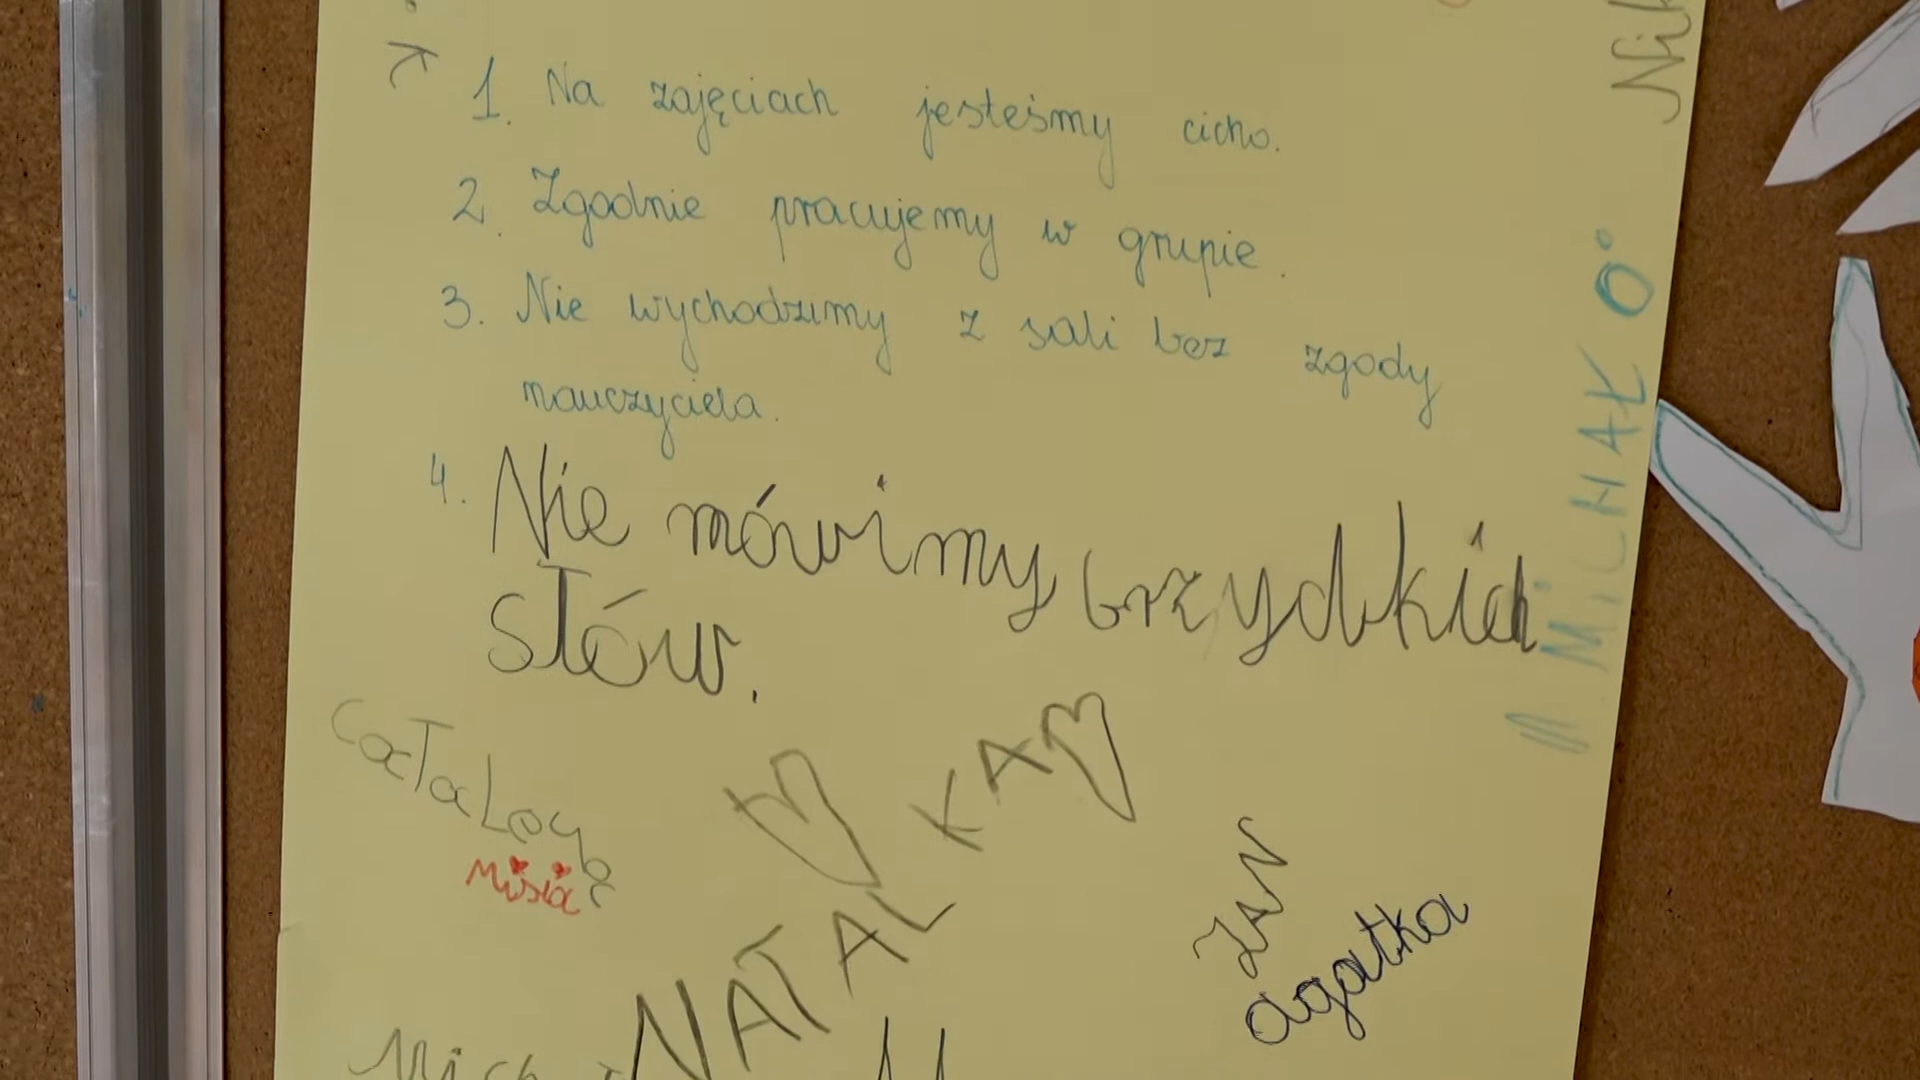 1. Na zajęciach jesteśmy cicho.
2. Zgodnie pracujemy w grupie.
3. Nie wychodzimy z sali bez zgody
nauczyciela.
4. Nie mówimy brzydkich
słów.
MiCHAŁ
Misia
NATALKA
JAN
agatka